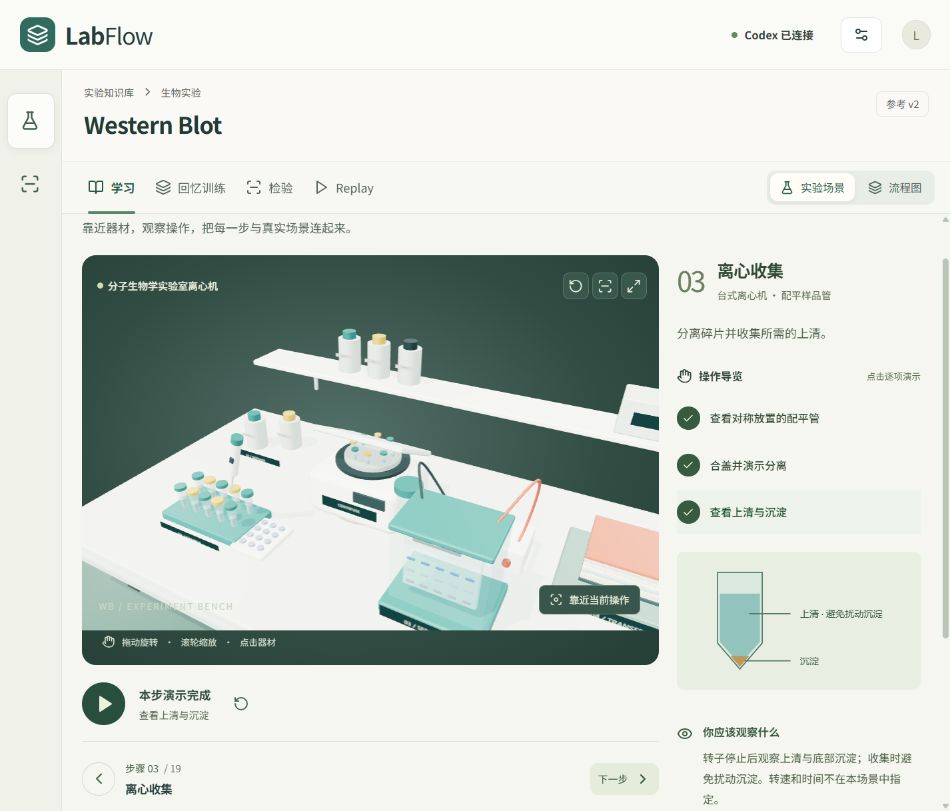 LabFlow
Codex 已连接
L
实验知识库 > 生物实验
Western Blot
参考 v2
学习
回忆训练
检验
Replay
实验场景
流程图
靠近器材，观察操作，把每一步与真实场景连起来。
分子生物学实验室离心机
WB / EXPERIMENT BENCH
靠近当前操作
拖动旋转 · 滚轮缩放 · 点击器材
本步演示完成
查看上清与沉淀
步骤 03 / 19
离心收集
下一步
03
离心收集
台式离心机 · 配平样品管
分离碎片并收集所需的上清。
操作导览
点击逐项演示
查看对称放置的配平管
合盖并演示分离
查看上清与沉淀
上清 · 避免扰动沉淀
沉淀
你应该观察什么
转子停止后观察上清与底部沉淀；收集时避
免扰动沉淀。转速和时间不在本场景中指
定。